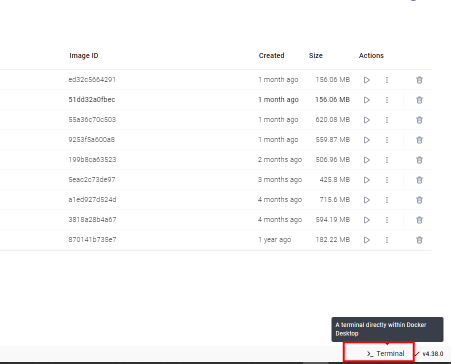 Image ID Created Size Actions
ed32c5664291 1 month ago 156.06 MB
51dd32a0fbec 1 month ago 156.06 MB
55a36c70c503 1 month ago 620.08 MB
9253f5a600a8 1 month ago 559.87 MB
199b8ca63523 2 months ago 506.96 MB
5eac2c73de97 3 months ago 425.8 MB
a1ed927d524d 4 months ago 715.6 MB
3818a28b4a67 4 months ago 594.19 MB
870141b735e7 1 year ago 182.22 MB
A terminal directly within Docker
Desktop
>_ Terminal v4.38.0